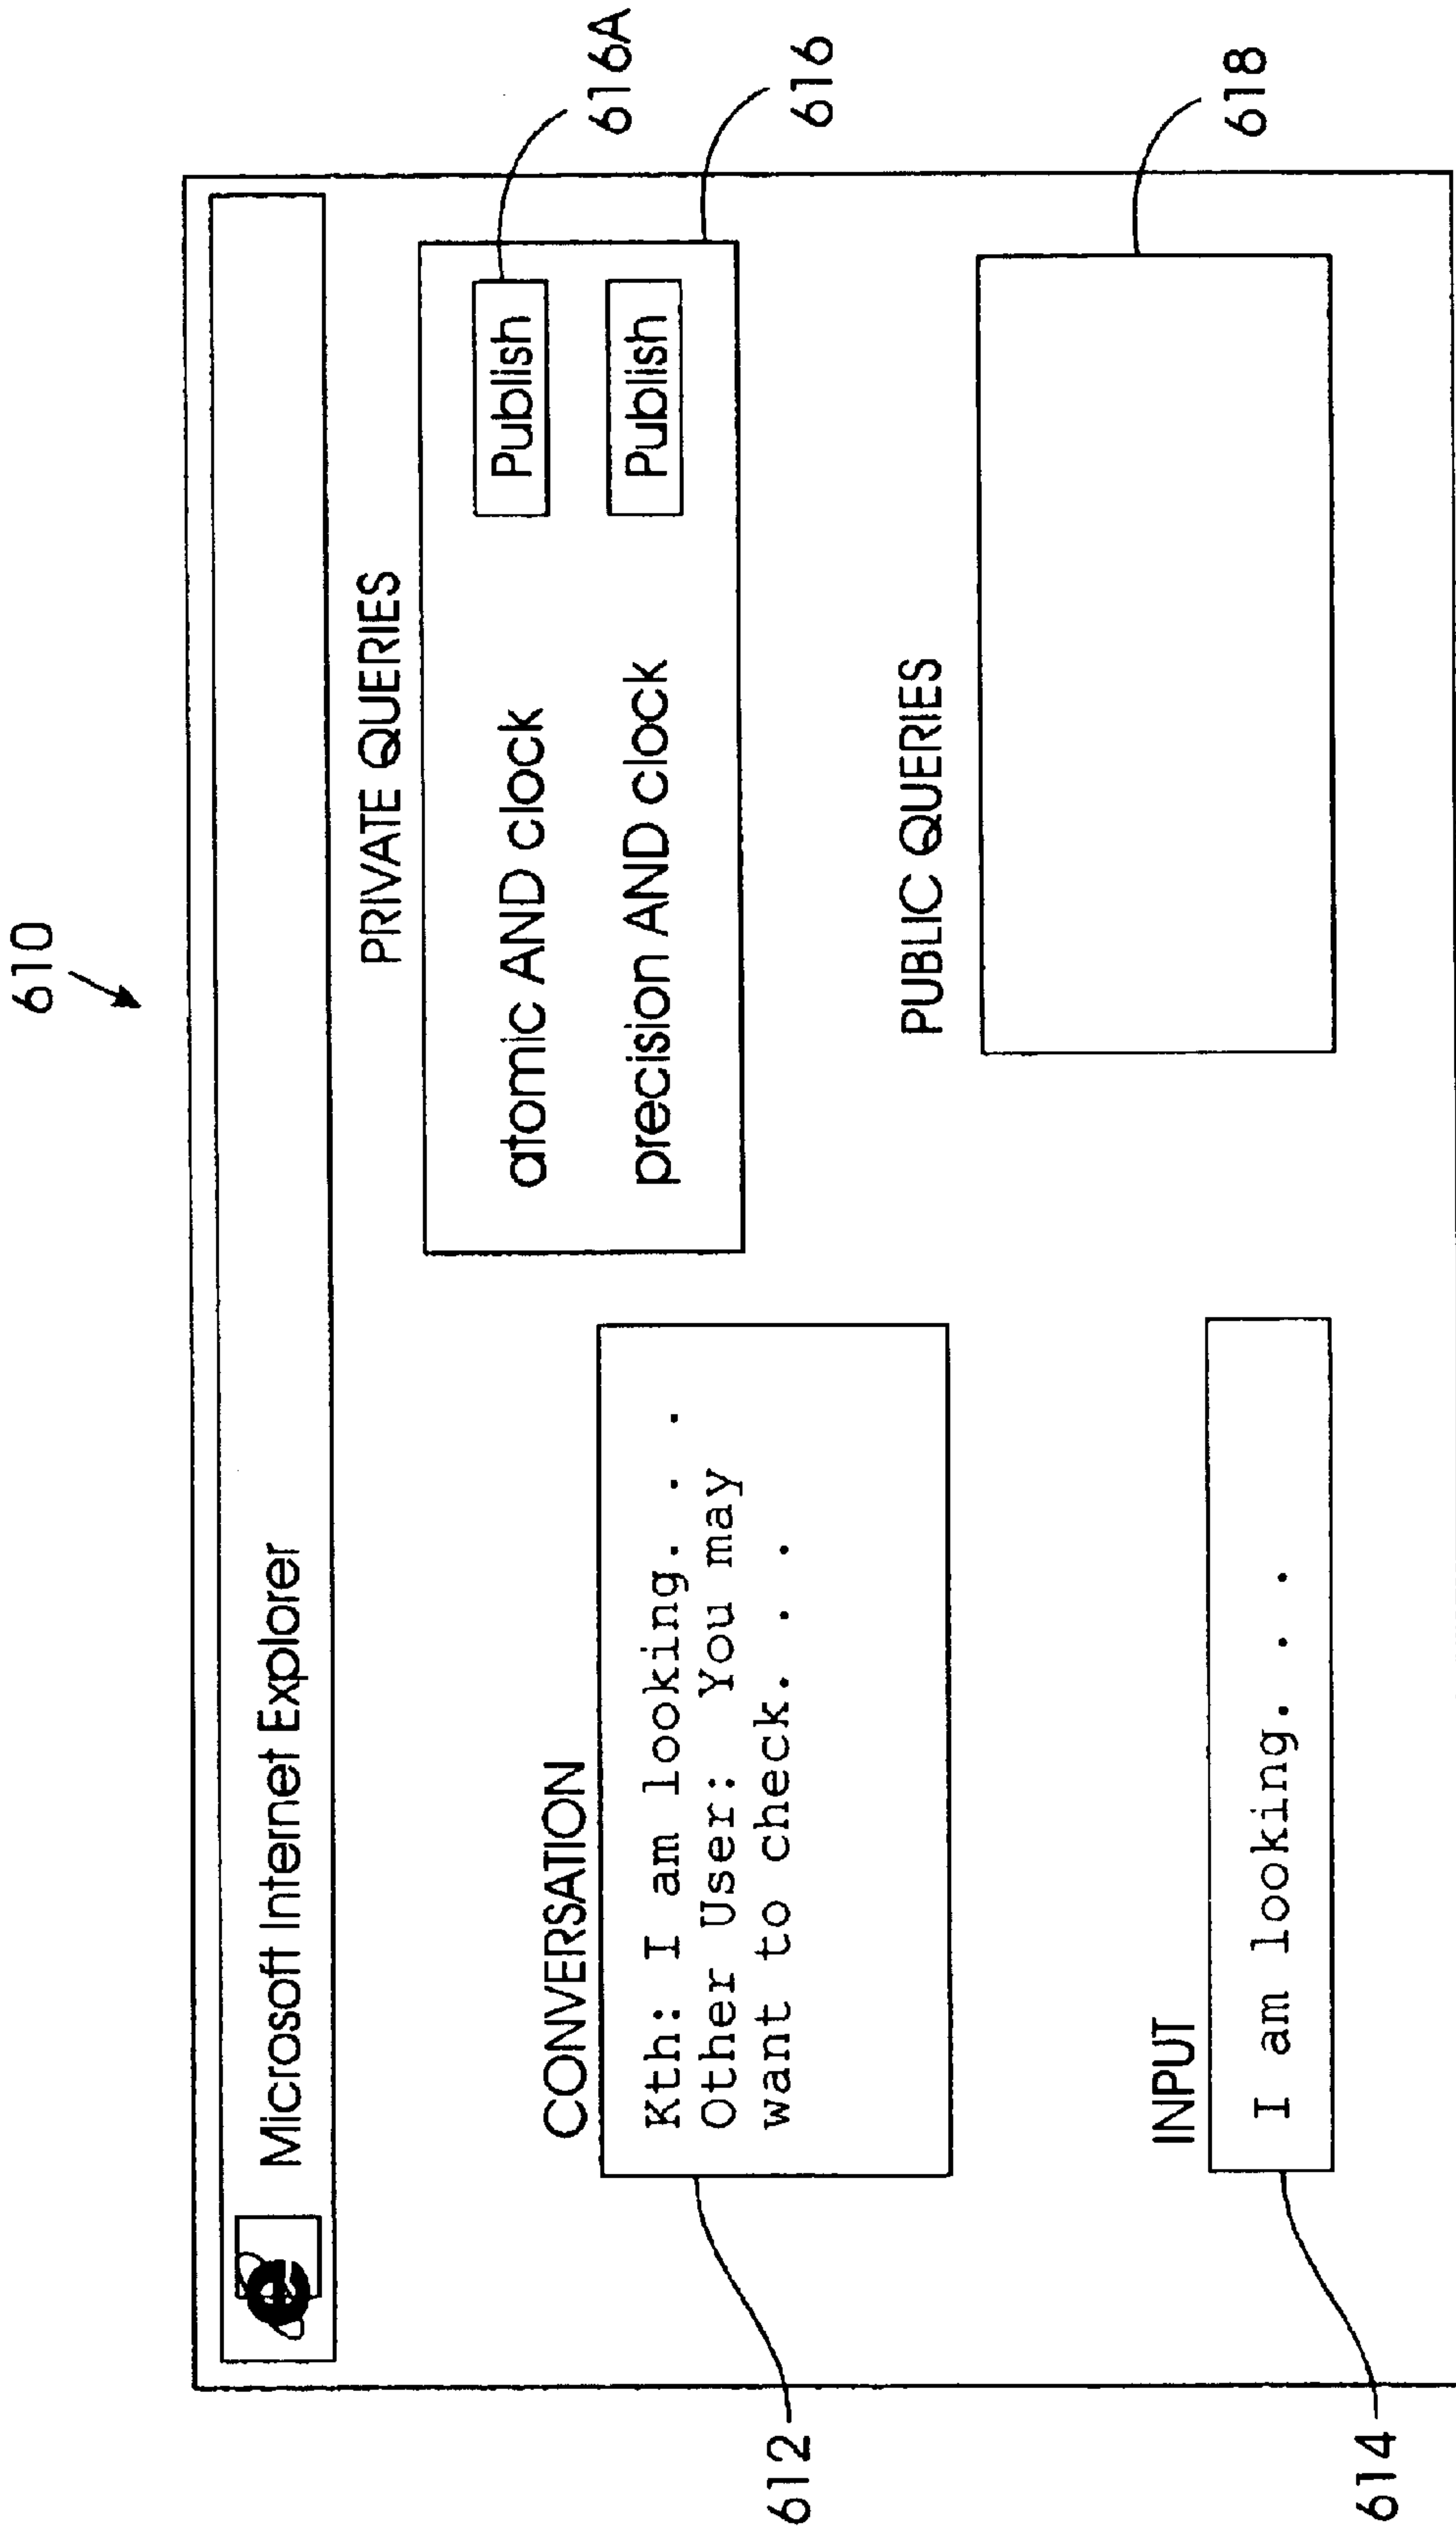 610
Microsoft Internet Explorer
CONVERSATION
Kth: I am looking. . .
Other User: You may
want to check. . .
612
INPUT
I am looking. . .
614
PRIVATE QUERIES
atomic AND clock
Publish
616A
precision AND clock
Publish
616
PUBLIC QUERIES
618